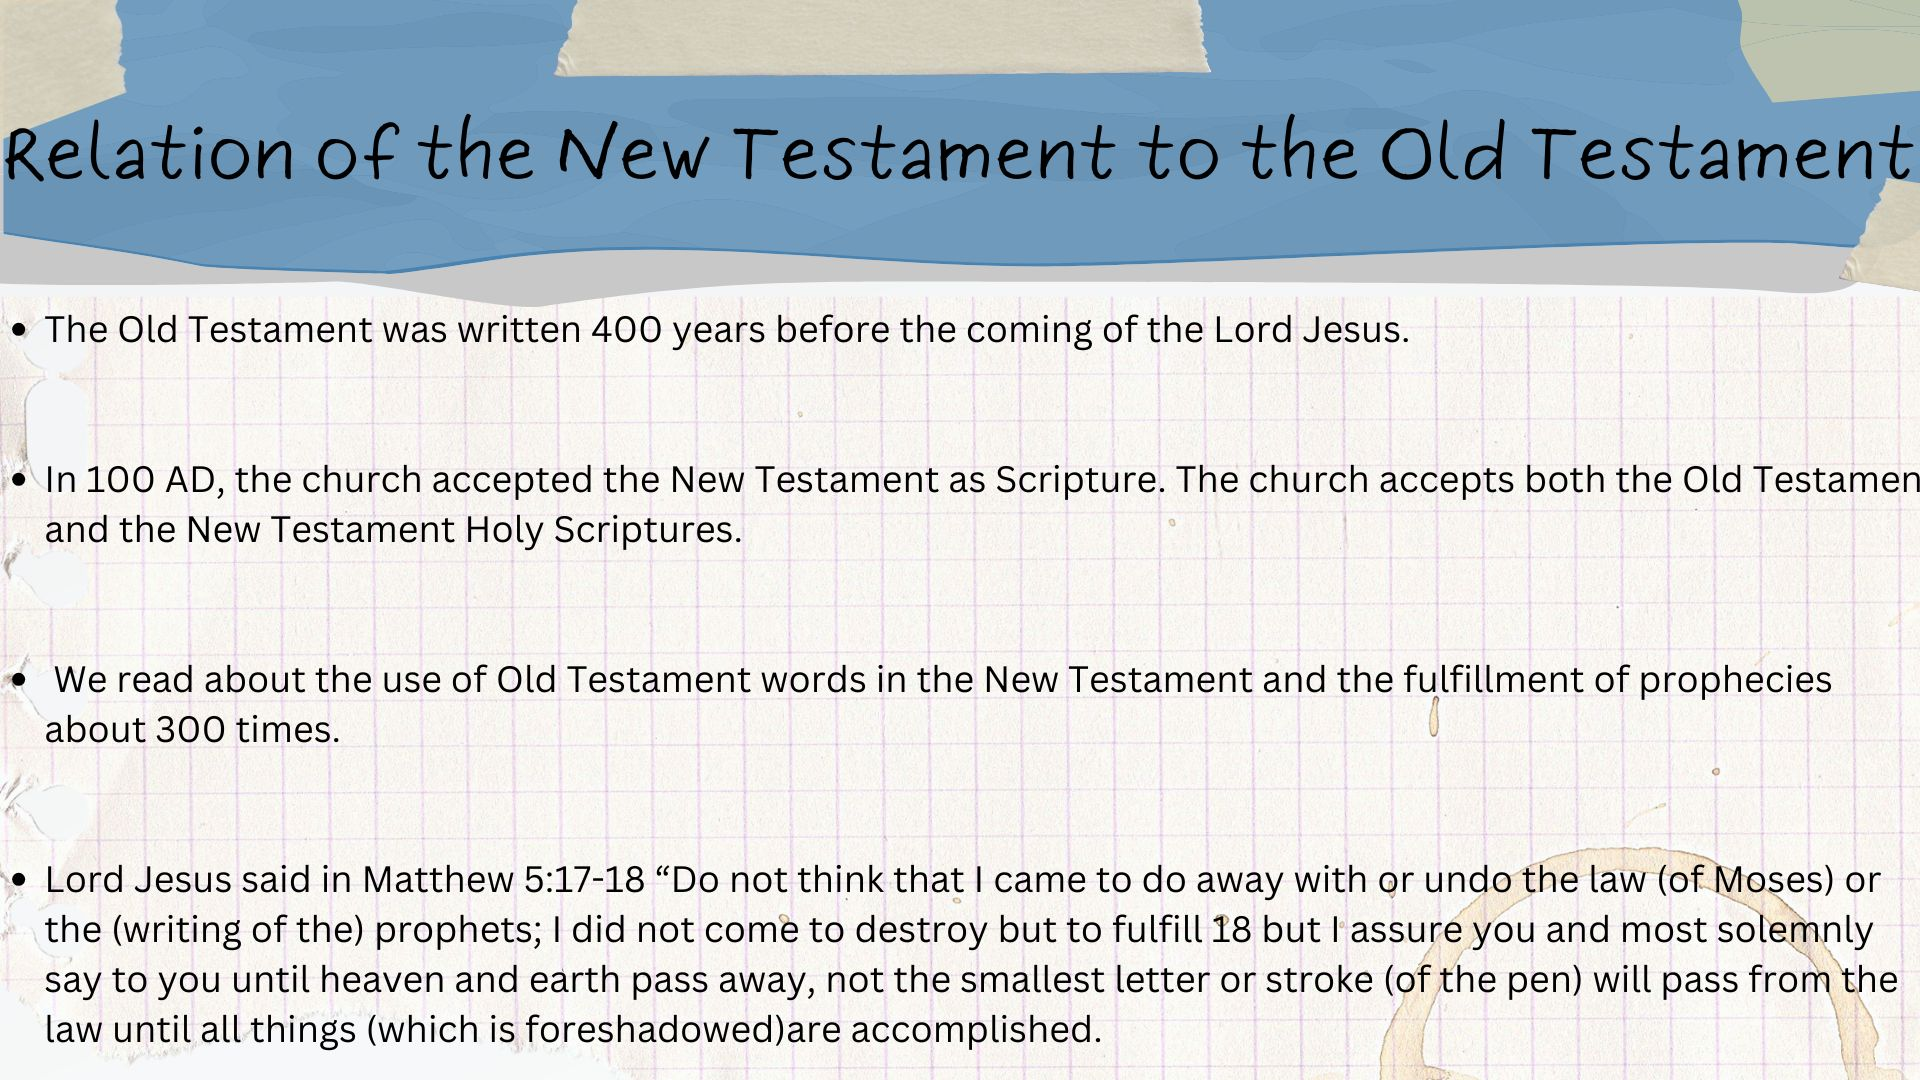 Relation of the New Testament to the Old Testament
• The Old Testament was written 400 years before the coming of the Lord Jesus.
• In 100 AD, the church accepted the New Testament as Scripture. The church accepts both the Old Testamen
and the New Testament Holy Scriptures.
• We read about the use of Old Testament words in the New Testament and the fulfillment of prophecies
about 300 times.
• Lord Jesus said in Matthew 5:17-18 “Do not think that I came to do away with or undo the law (of Moses) or
the (writing of the) prophets; I did not come to destroy but to fulfill 18 but I assure you and most solemnly
say to you until heaven and earth pass away, not the smallest letter or stroke (of the pen) will pass from the
law until all things (which is foreshadowed)are accomplished.